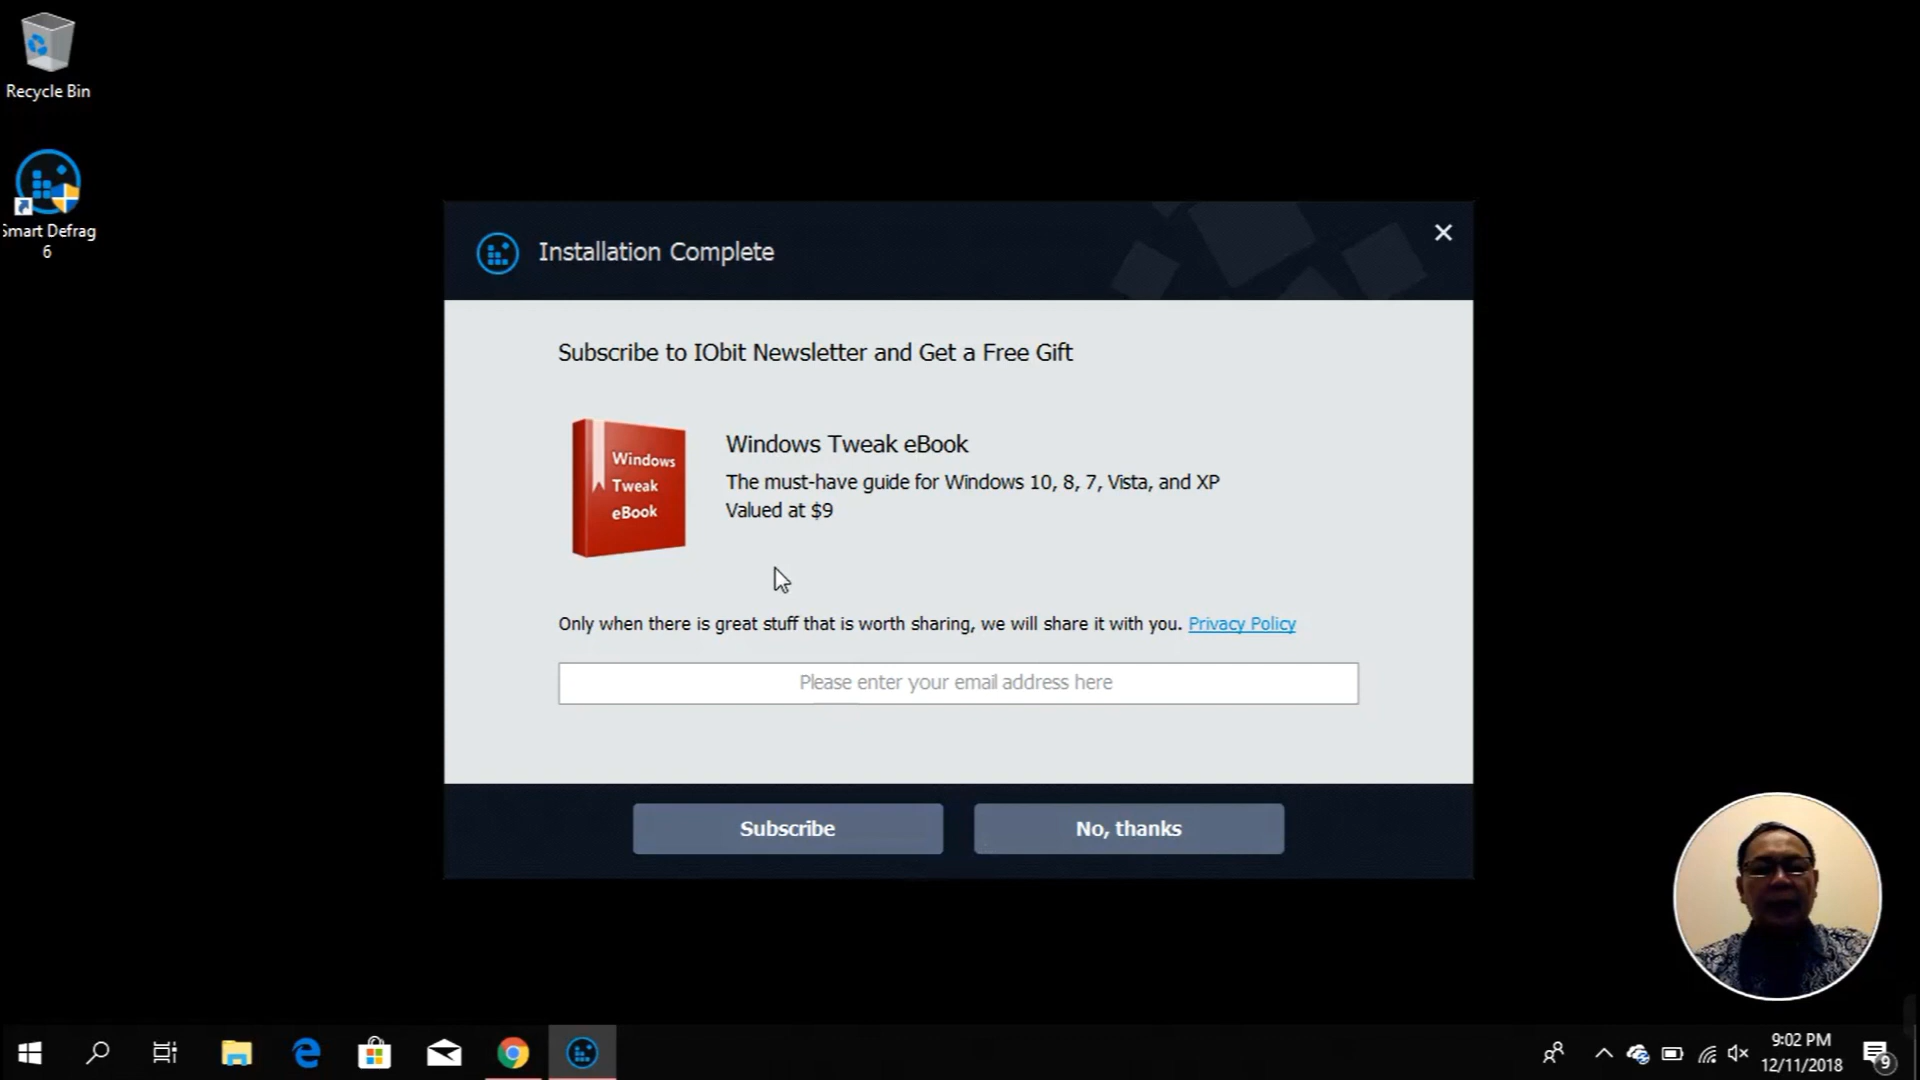 Recycle Bin
Smart Defrag
6
Installation Complete
Subscribe to IObit Newsletter and Get a Free Gift
Windows
Tweak
eBook
Windows Tweak eBook
The must-have guide for Windows 10, 8, 7, Vista, and XP
Valued at $9
Only when there is great stuff that is worth sharing, we will share it with you. Privacy Policy
Please enter your email address here
Subscribe
No, thanks
9:02 PM
12/11/2018
9